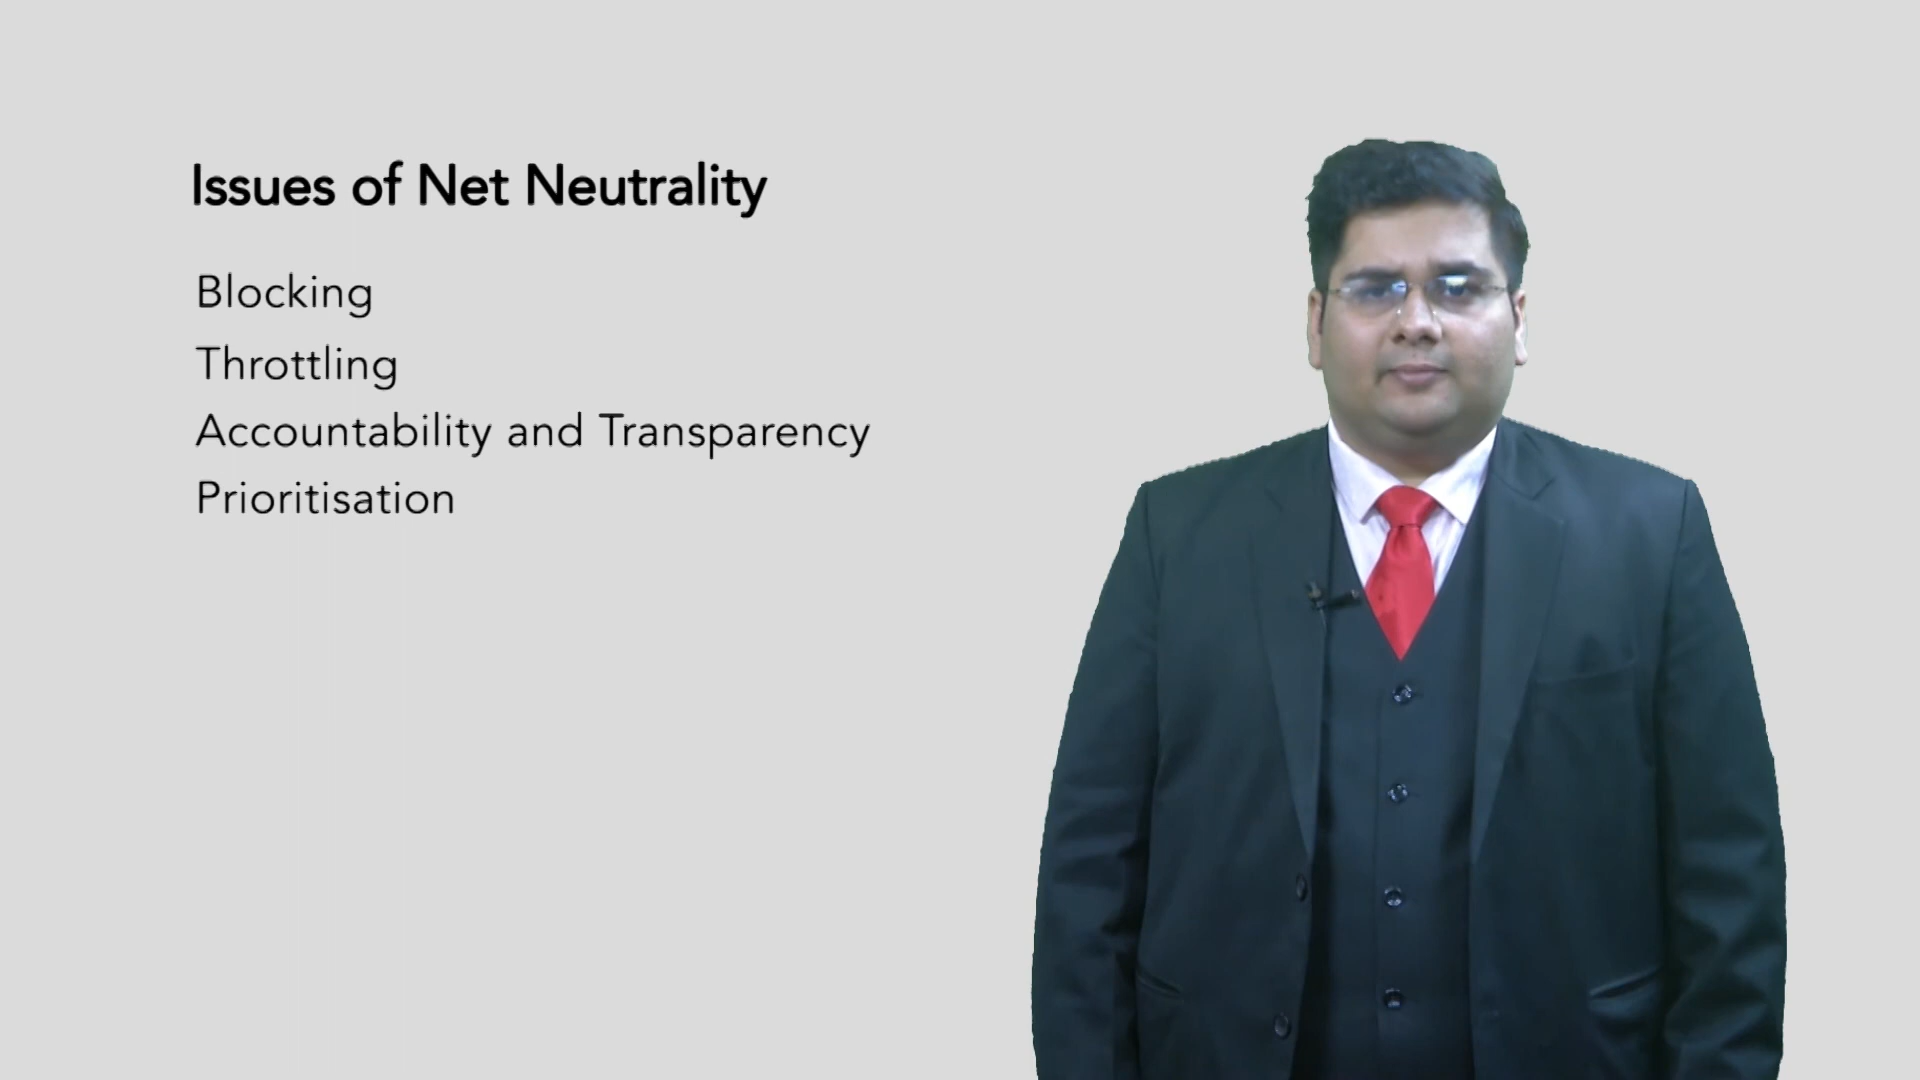 Issues of Net Neutrality
Blocking
Throttling
Accountability and Transparency
Prioritisation